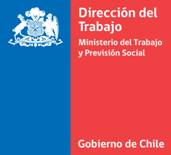 Dirección del
Trabajo
Ministerio del Trabajo
y Previsión Social
Gobierno de Chile